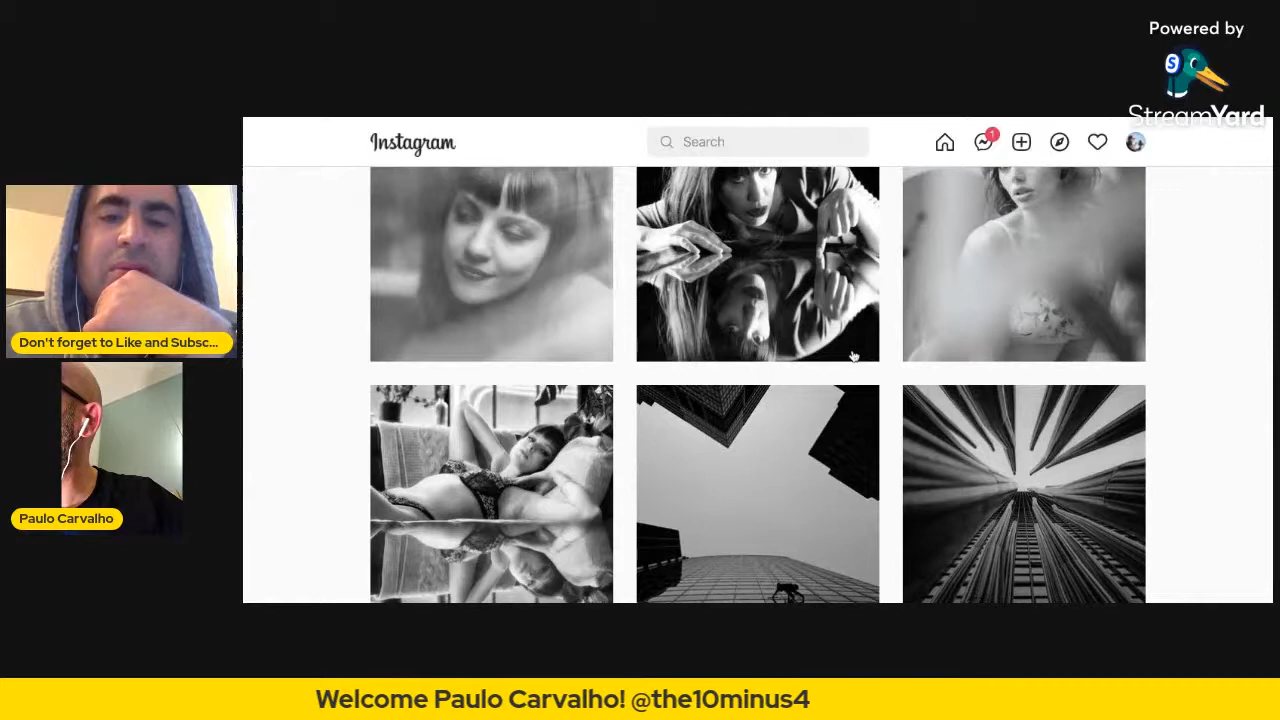 Powered by
StreamYard
Instagram
Search
1
S
Don't forget to Like and Subsc...
Paulo Carvalho
Welcome Paulo Carvalho! @the10minus4